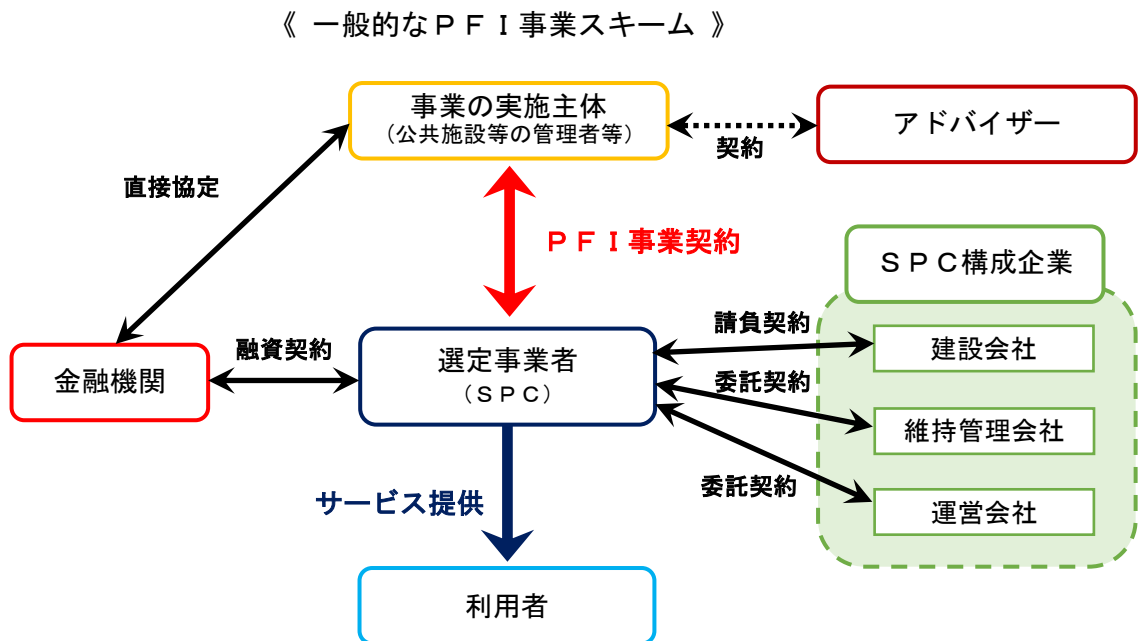 《 一般的なＰＦＩ事業スキーム 》
事業の実施主体
（公共施設等の管理者等）
アドバイザー
契約
直接協定
ＰＦＩ事業契約
ＳＰＣ構成企業
請負契約
建設会社
融資契約
選定事業者
（ＳＰＣ）
金融機関
委託契約
維持管理会社
委託契約
サービス提供
運営会社
利用者